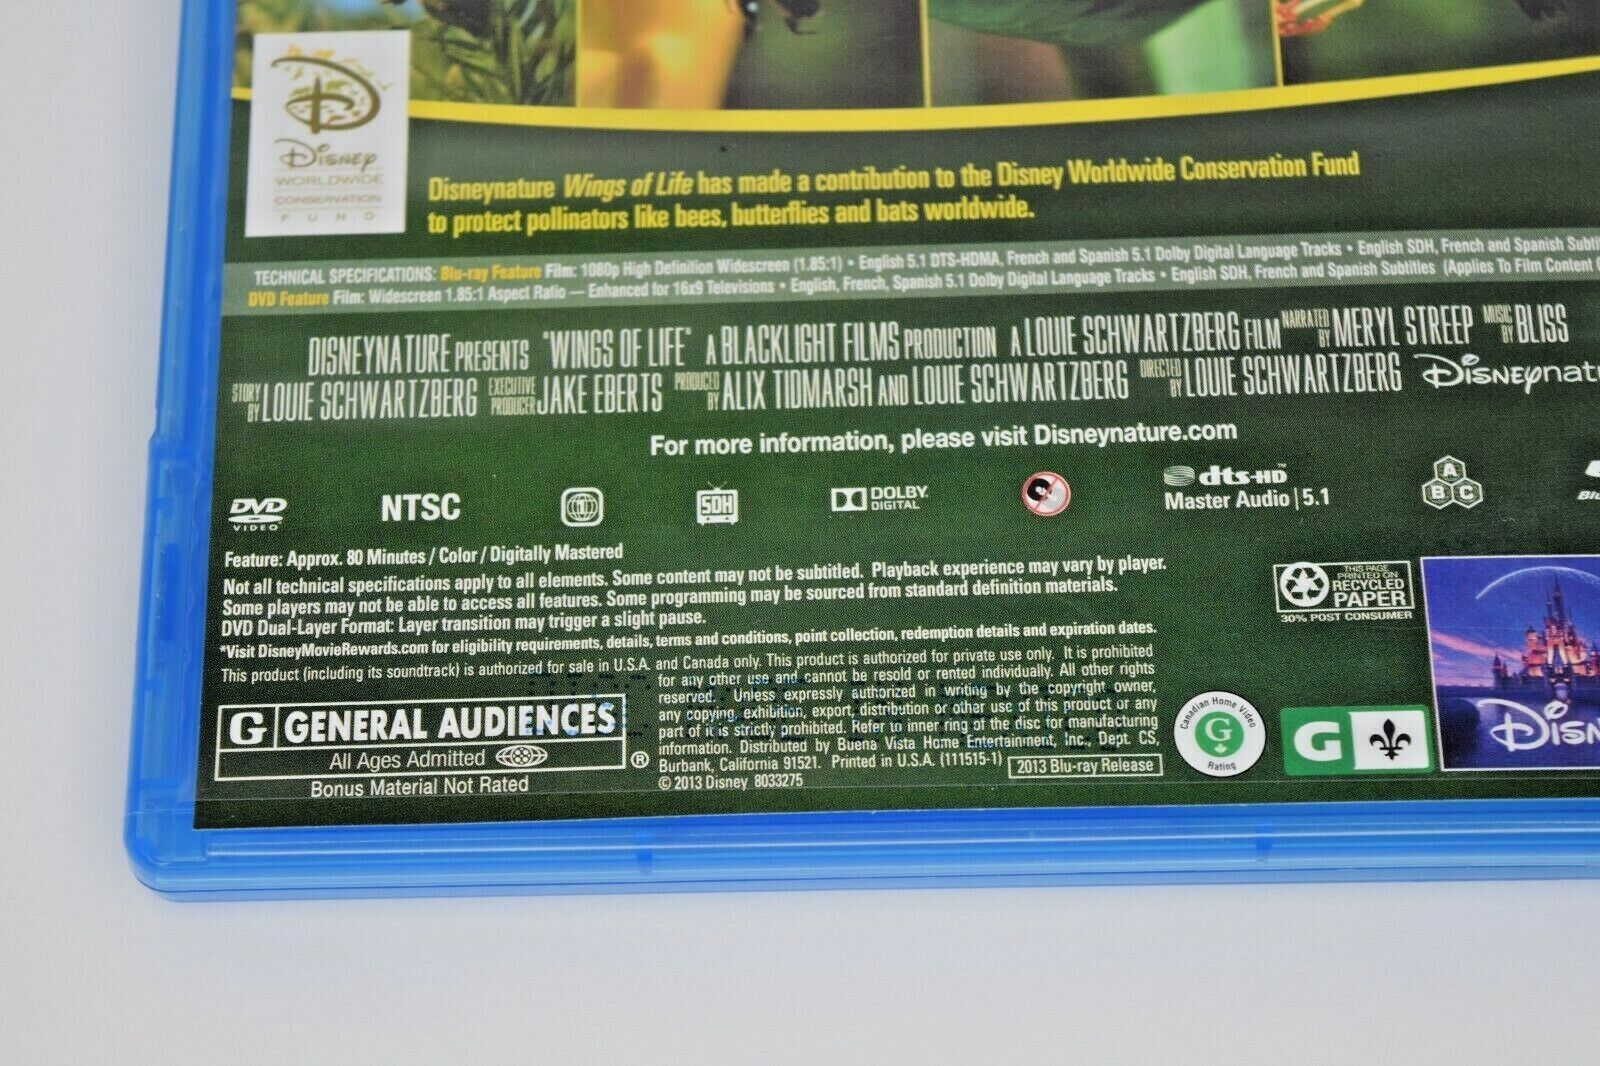 Disney
WORLDWIDE
CONSERVATION
FUND
Disneynature Wings of Life has made a contribution to the Disney Worldwide Conservation Fund
to protect pollinators like bees, butterflies and bats worldwide.
TECHNICAL SPECIFICATIONS: Blu-ray Feature Film: 1080p High Definition Widescreen (1.85:1) • English 5.1 DTS-HDMA, French and Spanish 5.1 Dolby Digital Language Tracks • English SDH, French and Spanish
DVD Feature Film: Widescreen 1.85:1 Aspect Ratio — Enhanced for 16x9 Televisions • English, French, Spanish 5.1 Dolby Digital Language Tracks • English SDH, French and Spanish Subtitles (Applies To Film Content
DISNEYNATURE PRESENTS "WINGS OF LIFE" A BLACKLIGHT FILMS PRODUCTION A LOUIE SCHWARTZBERG FILM NARRATED BY MERYL STREEP MUSIC BY BLISS
STORY BY LOUIE SCHWARTZBERG EXECUTIVE PRODUCER JAKE EBERTS PRODUCED BY ALIX TIDMARSH AND LOUIE SCHWARTZBERG DIRECTED BY LOUIE SCHWARTZBERG
For more information, please visit Disneynature.com
DVD VIDEO NTSC 1 SDH DOLBY DIGITAL dts-HD Master Audio | 5.1 A B C
Feature: Approx. 80 Minutes / Color / Digitally Mastered
Not all technical specifications apply to all elements. Some content may not be subtitled. Playback experience may vary by player.
Some players may not be able to access all features. Some programming may be sourced from standard definition materials.
DVD Dual-Layer Format: Layer transition may trigger a slight pause.
*Visit DisneyMovieRewards.com for eligibility requirements, details, terms and conditions, point collection, redemption details and expiration dates.
This product (including its soundtrack) is authorized for sale in U.S.A. and Canada only. This product is authorized for private use only. It is prohibited
for any other use and cannot be resold or rented individually. All other rights
reserved. Unless expressly authorized in writing by the copyright owner,
any copying, exhibition, export, distribution or other use of this product or any
part of it is strictly prohibited. Refer to inner ring of the disc for manufacturing
information. Distributed by Buena Vista Home Entertainment, Inc., Dept. CS,
Burbank, California 91521. Printed in U.S.A. (111515-1)
© 2013 Disney 8033275
2013 Blu-ray Release
G GENERAL AUDIENCES
All Ages Admitted ®
Bonus Material Not Rated
Canadian Home Video
G
Rating
G
THIS PAGE
PRINTED ON
RECYCLED
PAPER
30% POST CONSUMER